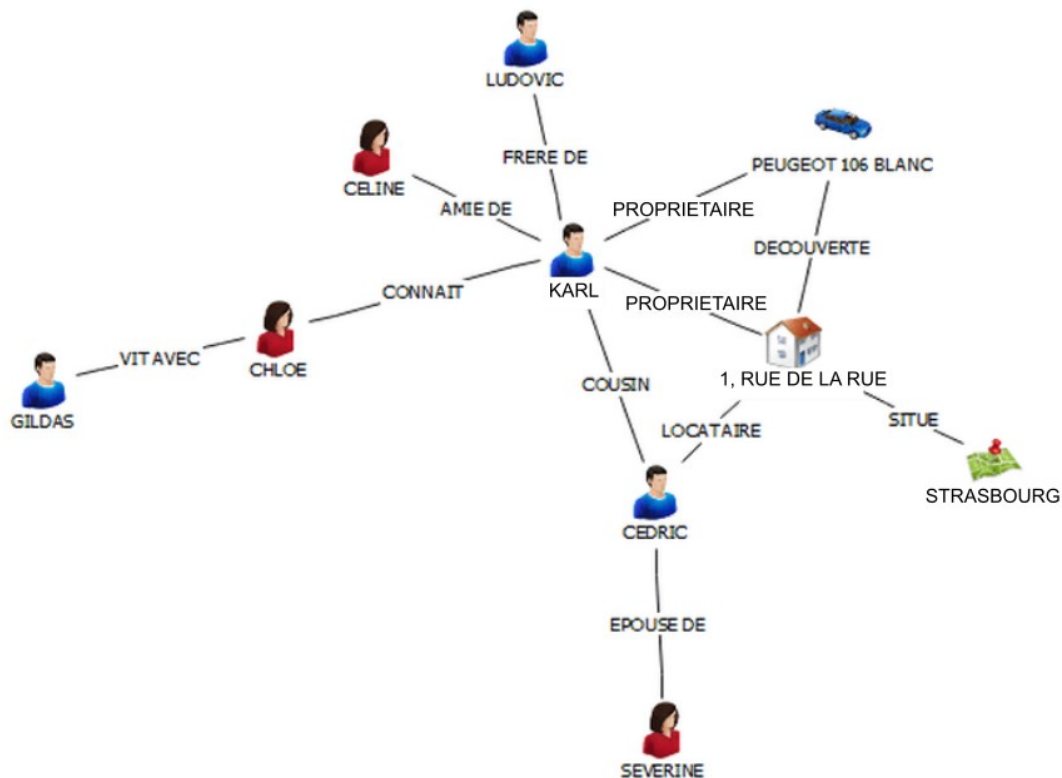 LUDOVIC
FRERE DE
PEUGEOT 106 BLANC
CELINE
AMIE DE
PROPRIETAIRE
DECOUVERTE
KARL
CONNAIT
PROPRIETAIRE
VIT AVEC
CHLOE
1, RUE DE LA RUE
COUSIN
GILDAS
SITUE
LOCATAIRE
STRASBOURG
CEDRIC
EPOUSE DE
SEVERINE